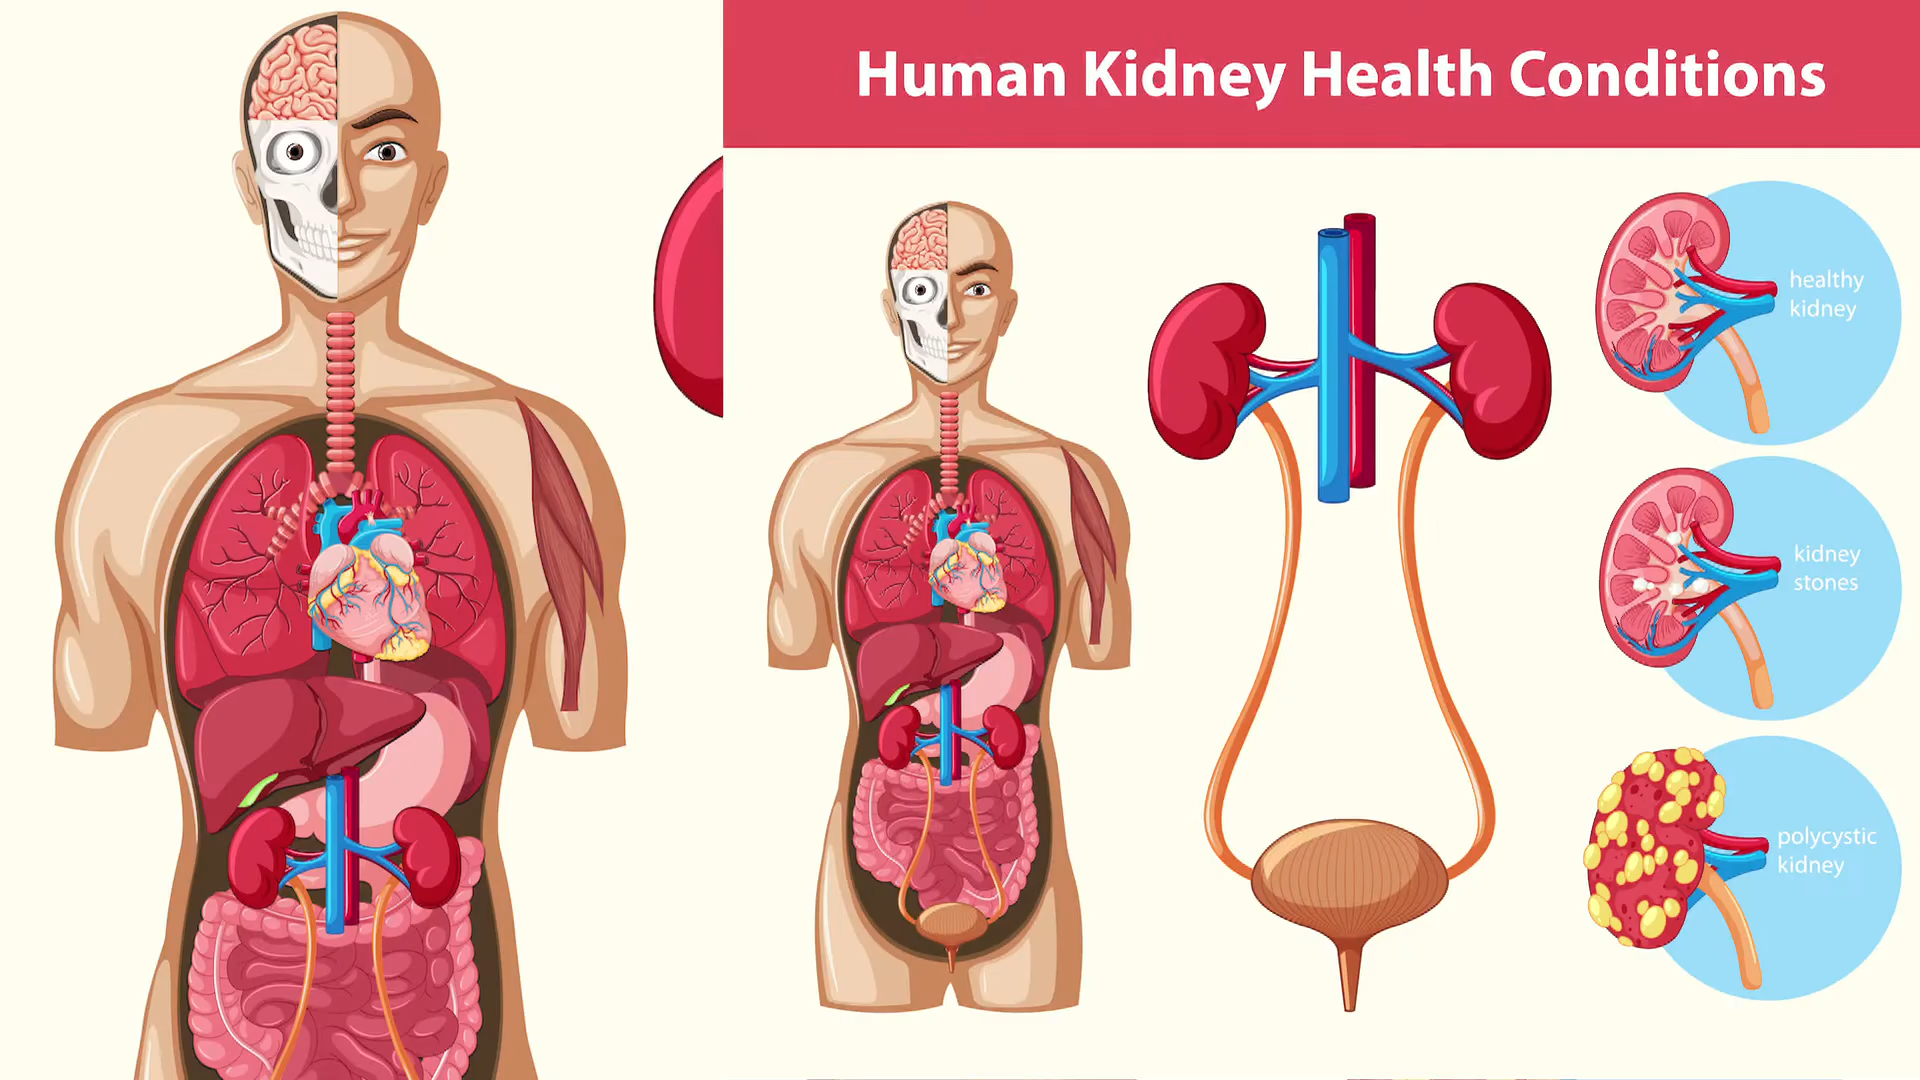 Human Kidney Health Conditions
healthy
kidney
kidney
stones
polycystic
kidney